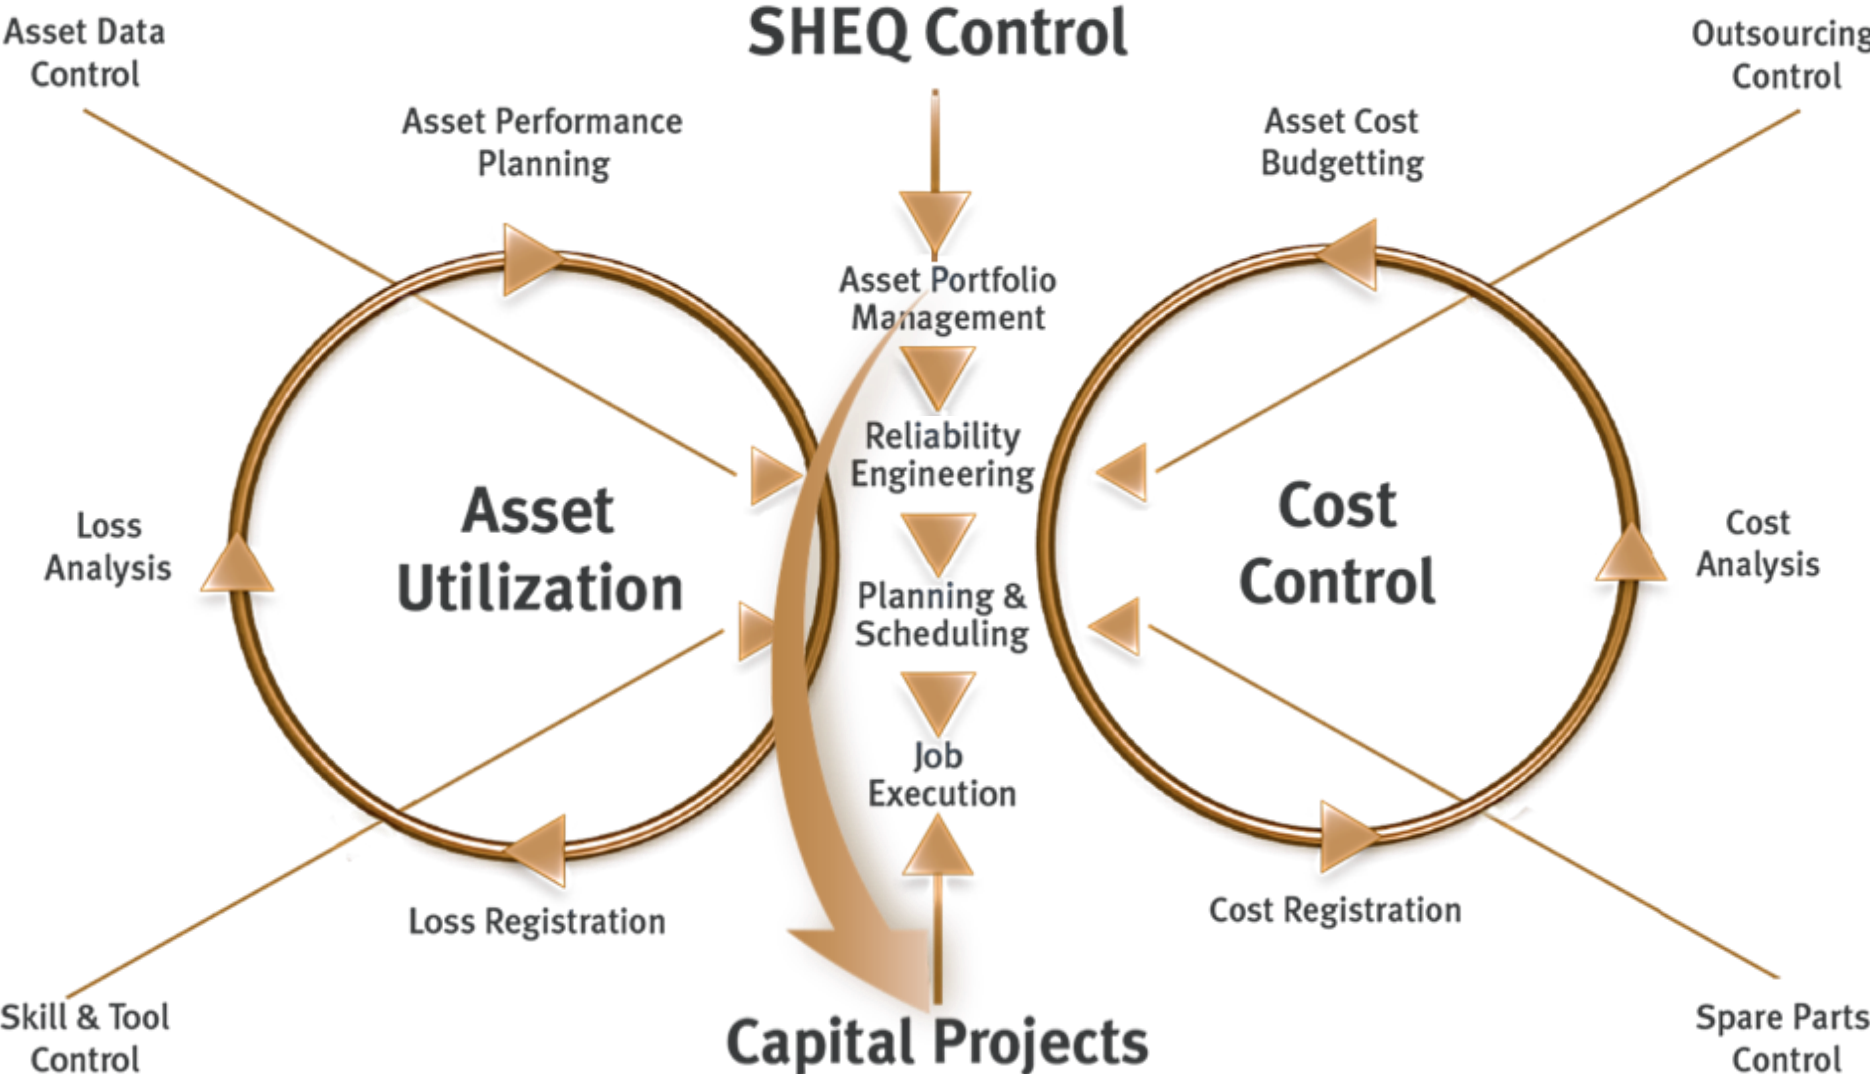 Asset Data
Control
SHEQ Control
Outsourcing
Control
Asset Performance
Planning
Asset Cost
Budgetting
Asset Portfolio
Management
Reliability
Engineering
Asset
Utilization
Cost
Control
Loss
Analysis
Cost
Analysis
Planning &
Scheduling
Job
Execution
Loss Registration
Cost Registration
Skill & Tool
Control
Capital Projects
Spare Parts
Control